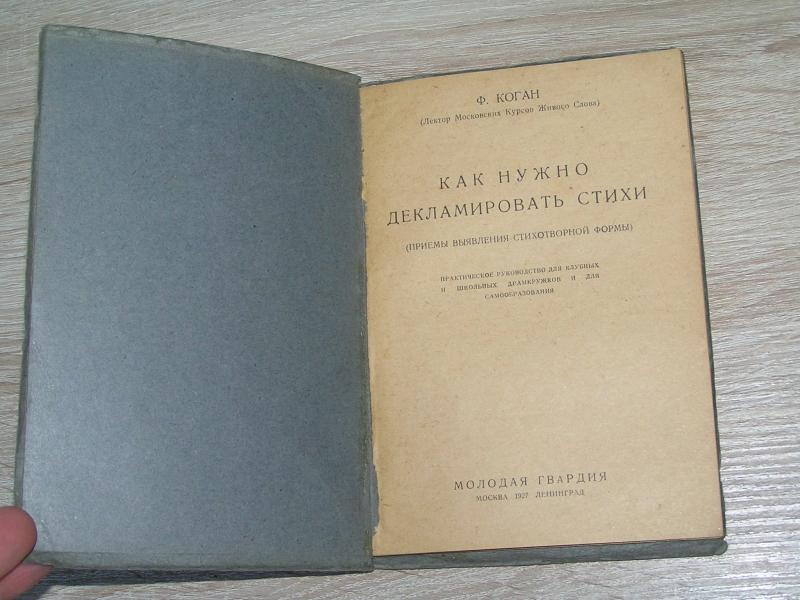 Ф. КОГАН
(Лектор Московских Курсов Живого Слова)
КАК НУЖНО
ДЕКЛАМИРОВАТЬ СТИХИ
(ПРИЕМЫ ВЫЯВЛЕНИЯ СТИХОТВОРНОЙ ФОРМЫ)
ПРАКТИЧЕСКОЕ РУКОВОДСТВО ДЛЯ КЛУБНЫХ
И ШКОЛЬНЫХ ДРАМКРУЖКОВ И ДЛЯ
САМООБРАЗОВАНИЯ
МОЛОДАЯ ГВАРДИЯ
МОСКВА 1927 ЛЕНИНГРАД